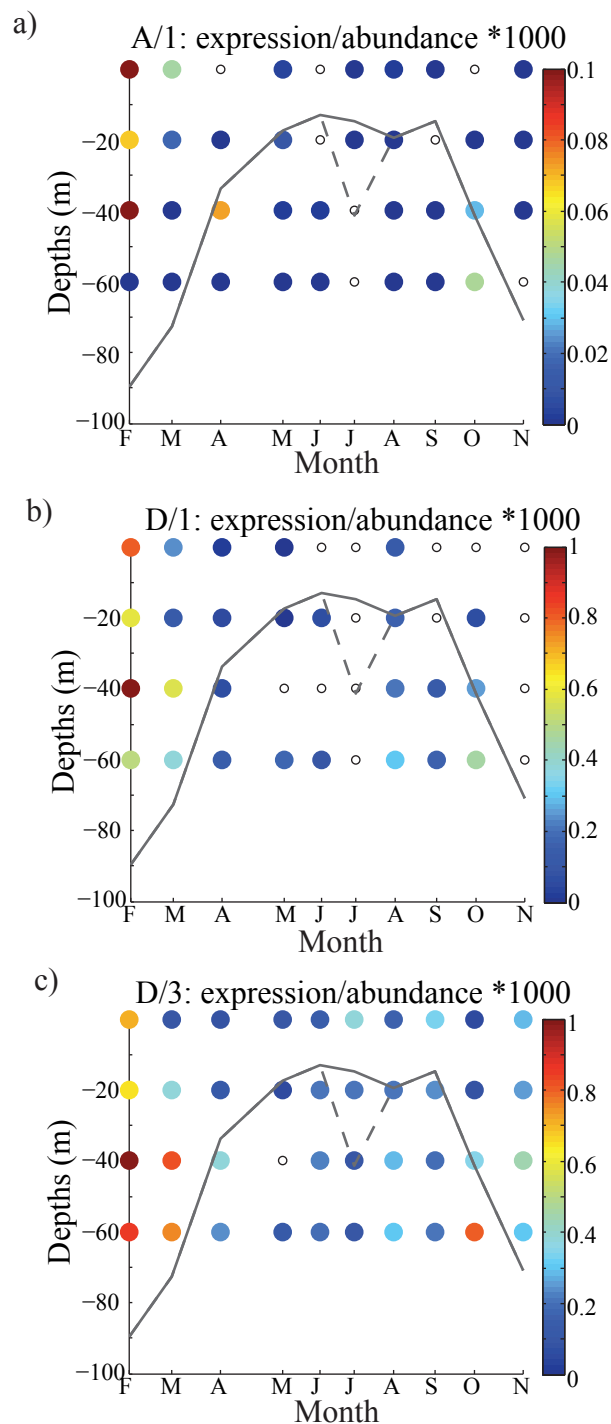 a)
A/1: expression/abundance *1000
0.1
0.08
0.06
0.04
0.02
0
−20
−40
−60
−80
−100
Depths (m)
F M A M J J A S O N
Month
b)
D/1: expression/abundance *1000
1
0.8
0.6
0.4
0.2
0
−20
−40
−60
−80
−100
Depths (m)
F M A M J J A S O N
Month
c)
D/3: expression/abundance *1000
1
0.8
0.6
0.4
0.2
0
−20
−40
−60
−80
−100
Depths (m)
F M A M J J A S O N
Month